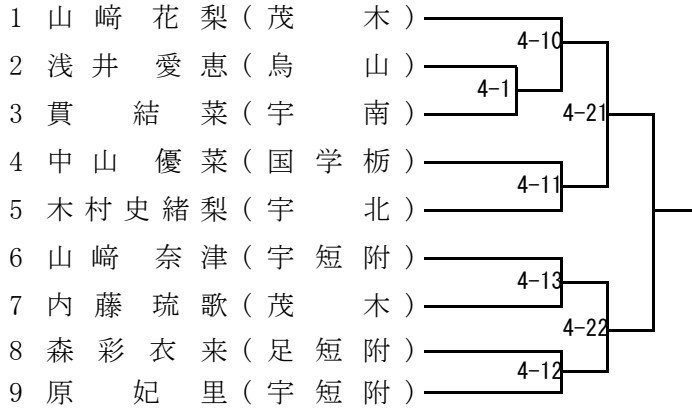 1 山﨑花梨(茂木)
4-10
2 浅井愛恵(烏山)
4-1
3 貫結菜(宇南)
4-21
4 中山優菜(国学栃)
4-11
5 木村史緒梨(宇北)
6 山﨑奈津(宇短附)
4-13
7 内藤琉歌(茂木)
4-22
8 森彩衣来(足短附)
4-12
9 原妃里(宇短附)